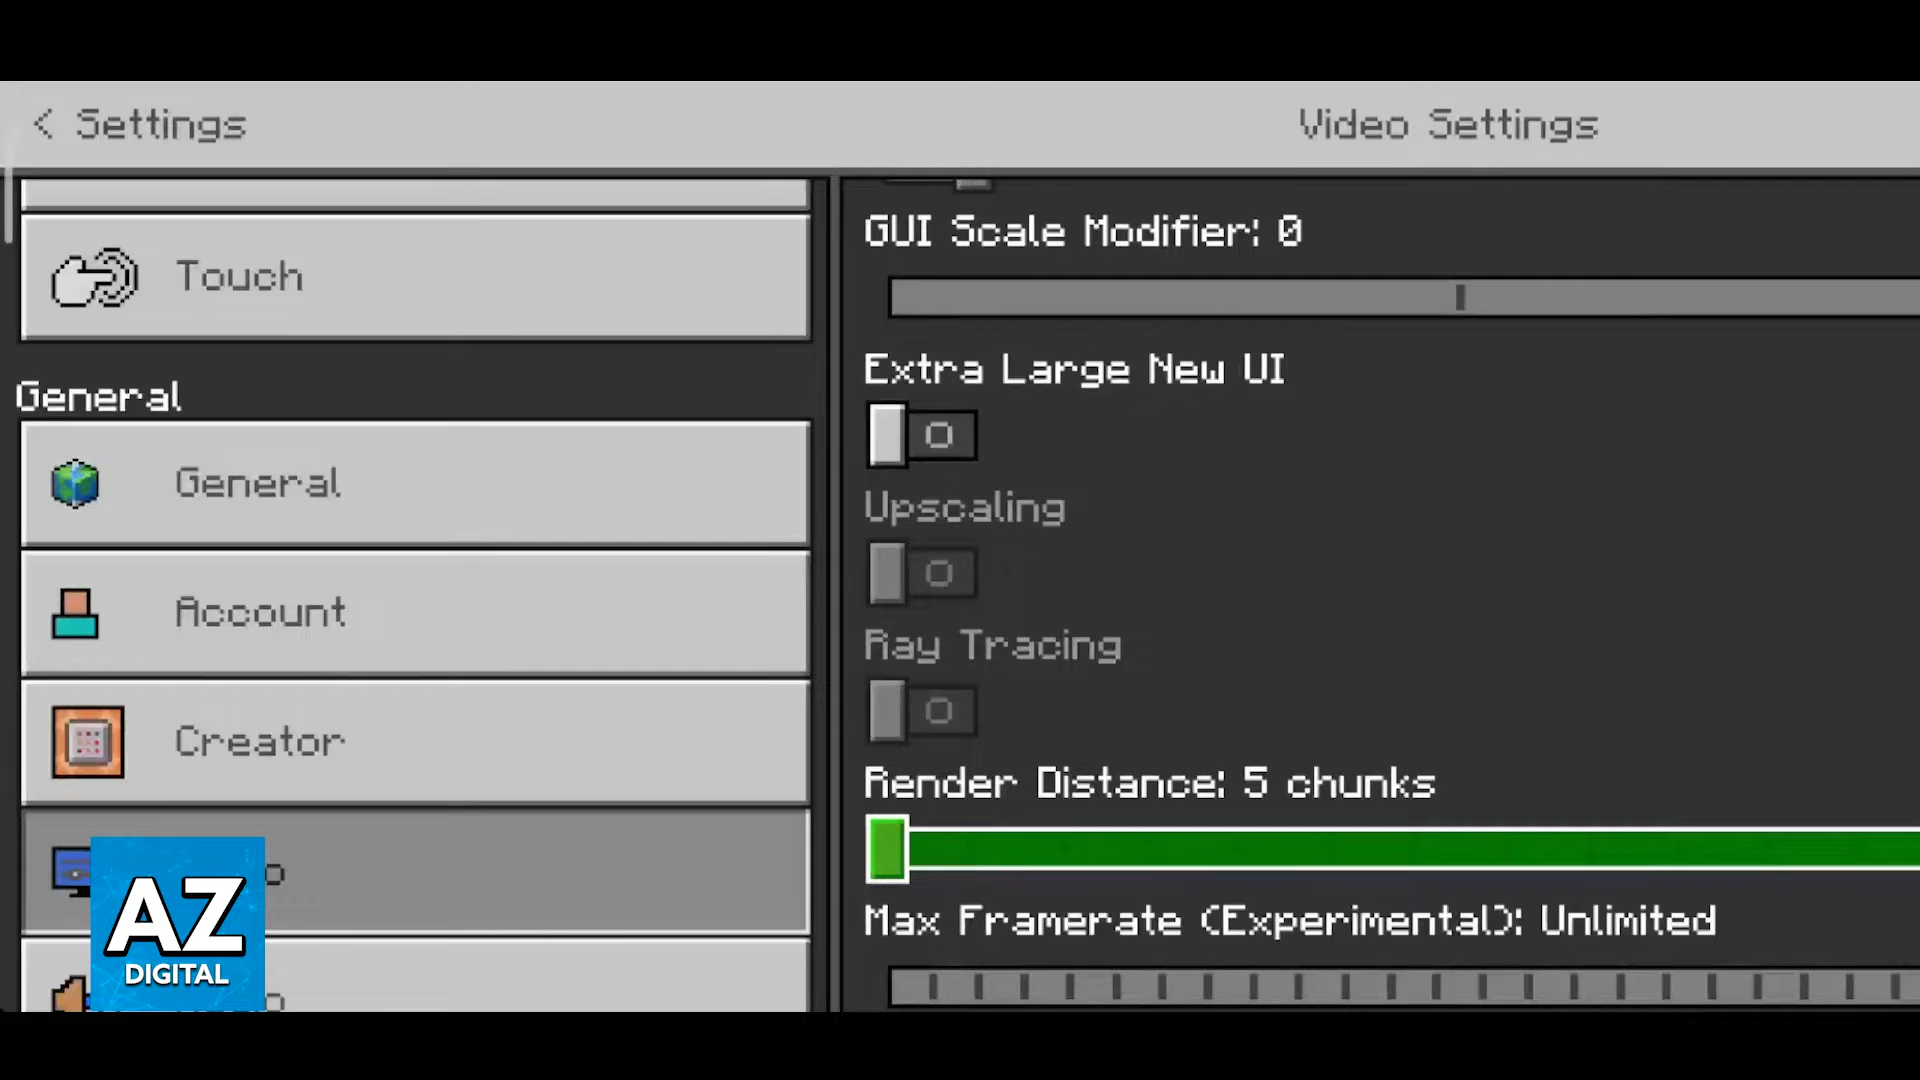 < Settings
Video Settings
Touch
General
General
Account
Creator
o
o
AZ
DIGITAL
GUI Scale Modifier: 0
Extra Large New UI
Upscaling
Ray Tracing
Render Distance: 5 chunks
Max Framerate (Experimental): Unlimited